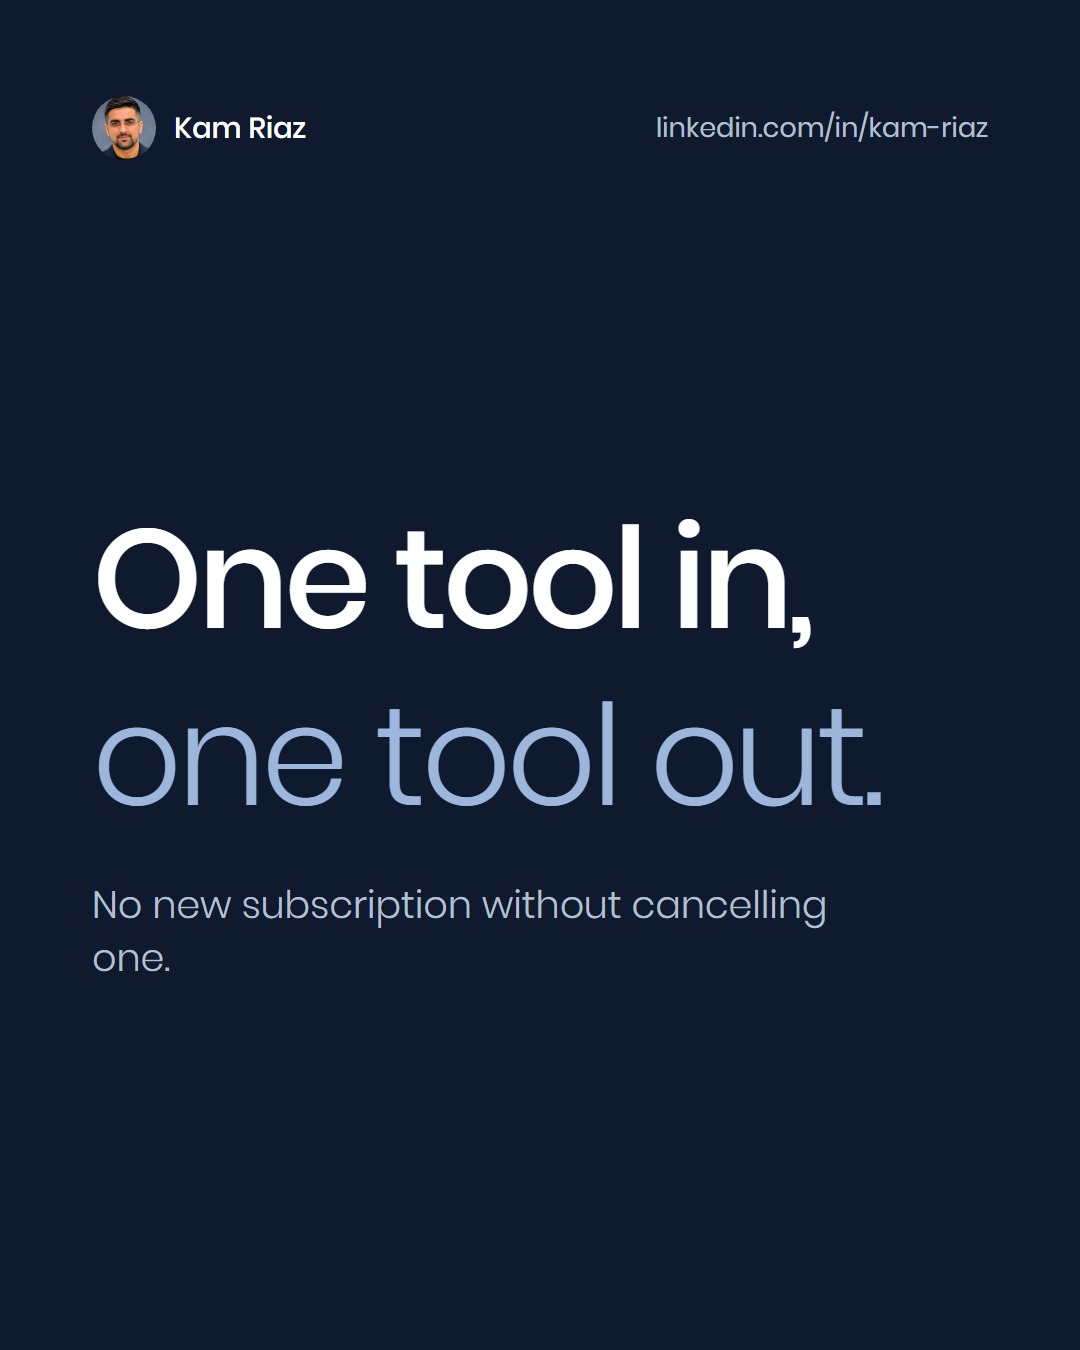 Kam Riaz
linkedin.com/in/kam-riaz
One tool in,
one tool out.
No new subscription without cancelling
one.